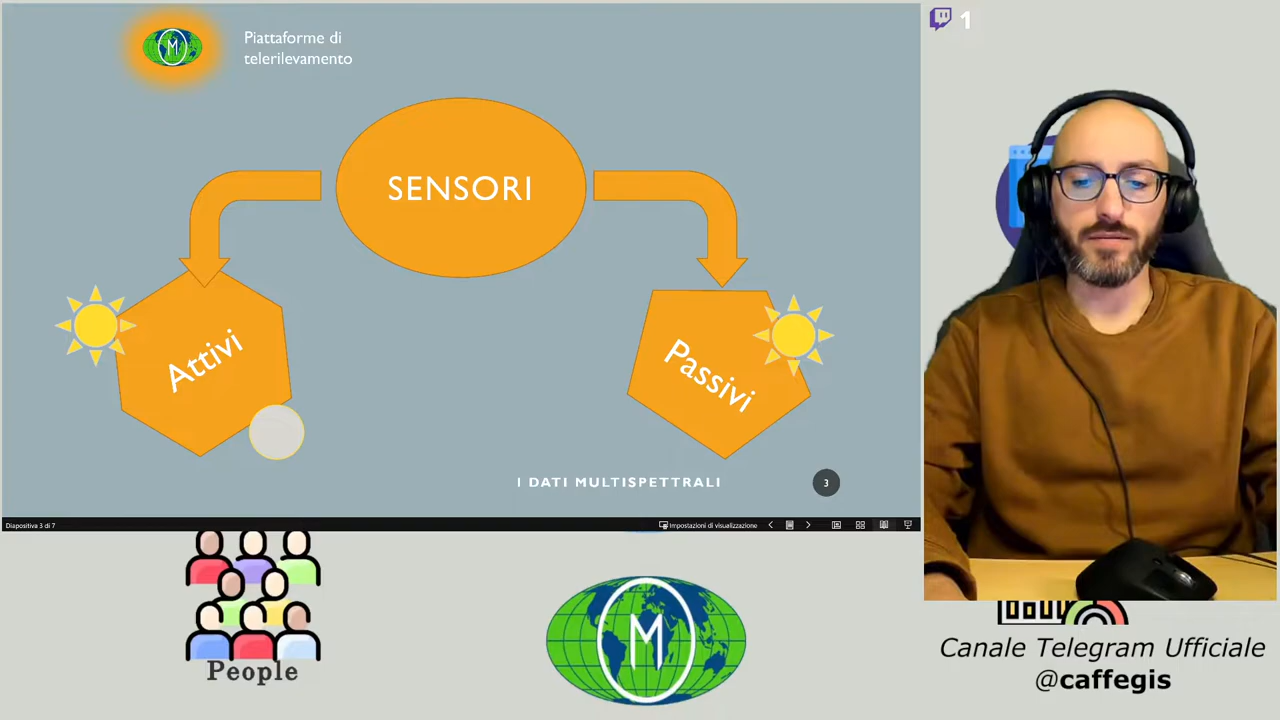 Piattaforme di
telerilevamento
1
SENSORI
Attivi
Passivi
I DATI MULTISPETTRALI
3
Diapositiva 3 di 7
Impostazioni di visualizzazione
M
People
M
Canale Telegram Ufficiale
@caffegis